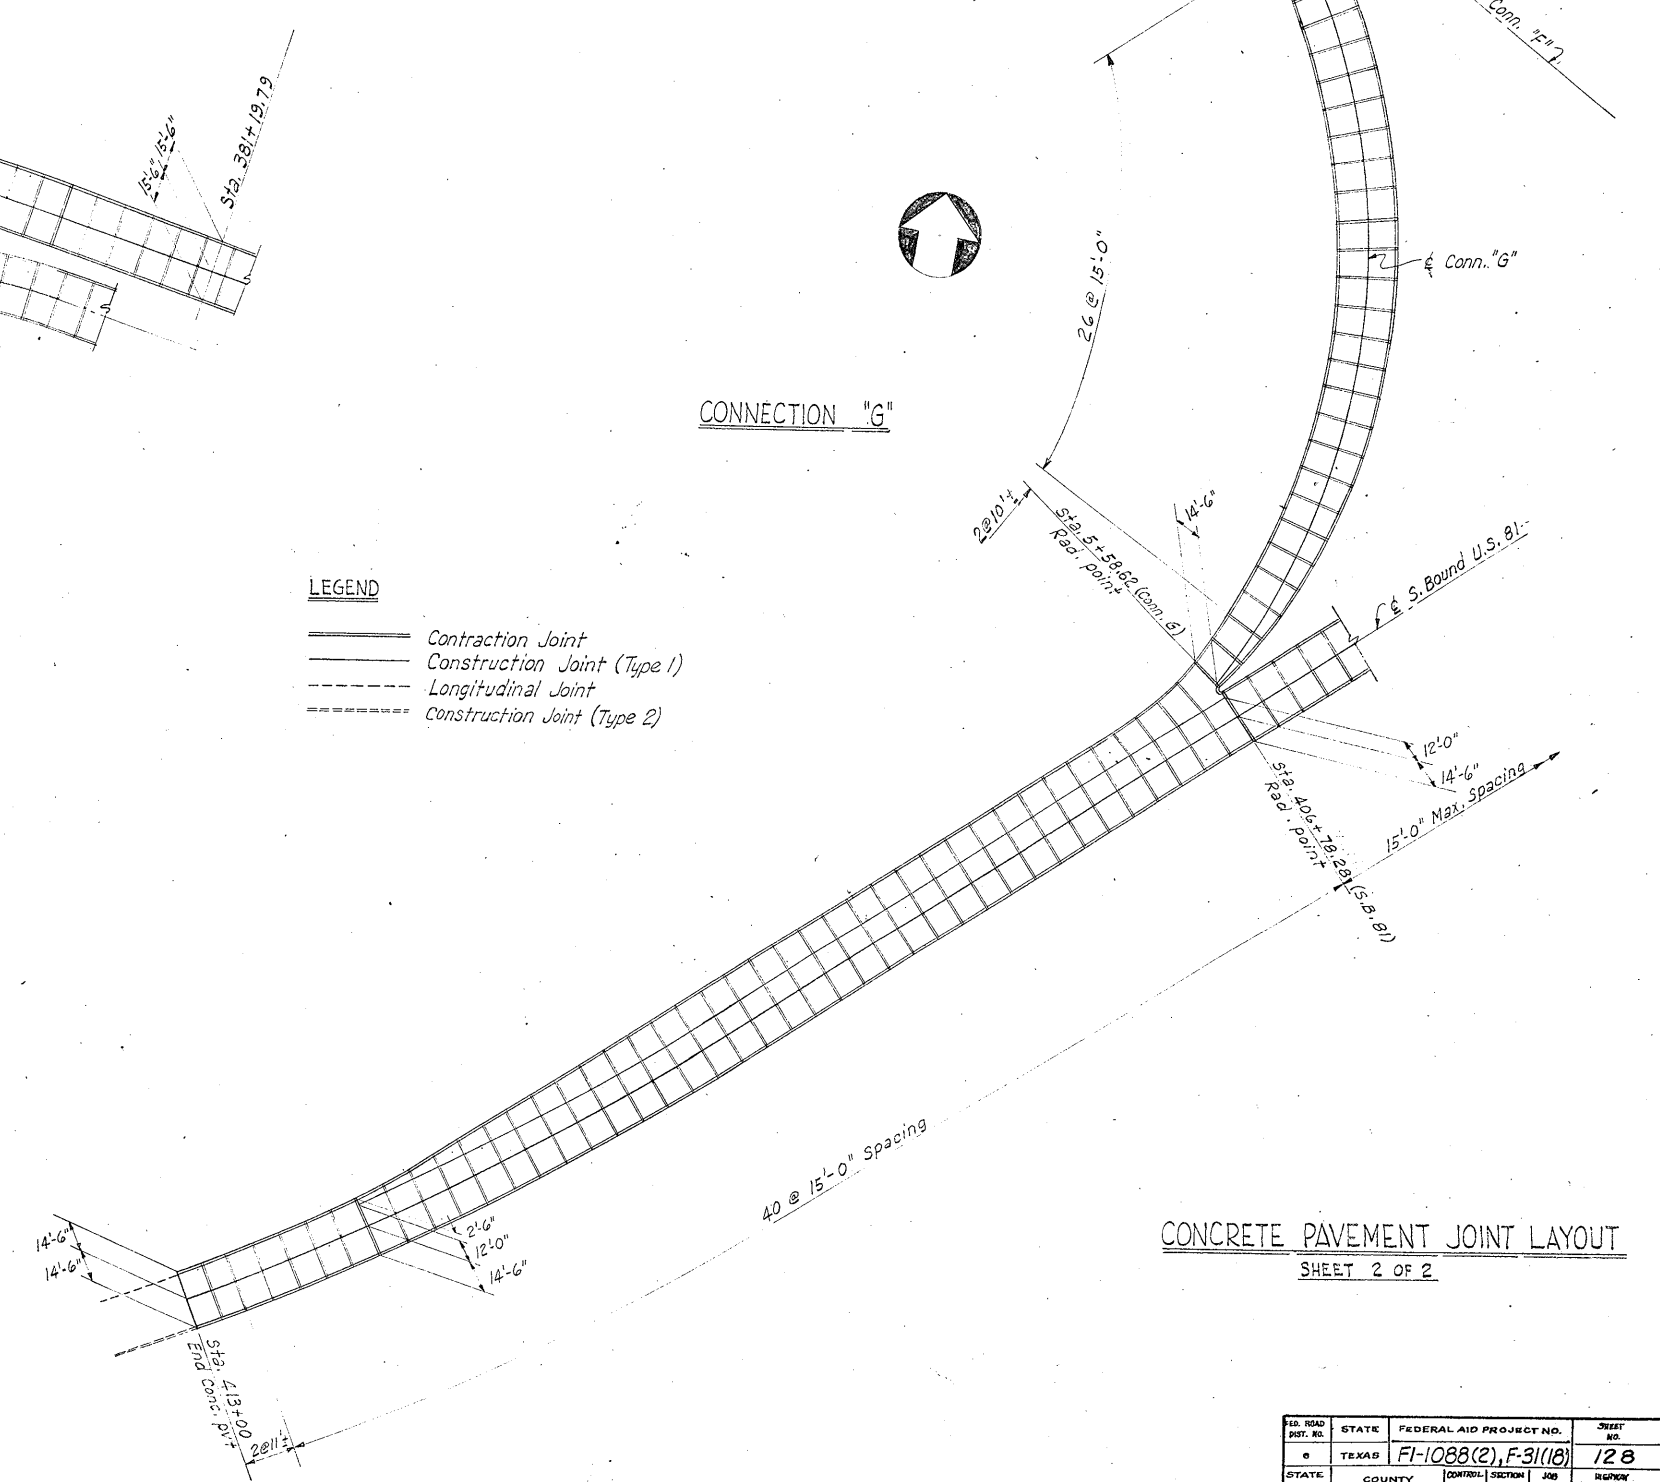 Conn. "F"
15'-6" 15'-6"
Sta. 381+19.79
26 @ 15'-0"
℄ Conn. "G"
CONNECTION "G"
2@10'±
Sta. 5+58.62 (Conn. G)
Rad. point
14'-6"
℄ S. Bound U.S. 81
LEGEND
Contraction Joint
Construction Joint (Type 1)
Longitudinal Joint
Construction Joint (Type 2)
12'-0"
14'-6"
15'-0" Max. Spacing
Sta. 406+78.28 (S.B. 81)
Rad. point
40 @ 15'-0" Spacing
2'-6"
12'-0"
14'-6"
14'-6"
14'-6"
Sta. 413+00
End Conc. pvt
2@11'±
CONCRETE PAVEMENT JOINT LAYOUT
SHEET 2 OF 2
FED. ROAD DIST. NO. STATE FEDERAL AID PROJECT NO. SHEET NO.
6 TEXAS F1-1088(2), F-31(18) 128
STATE COUNTY CONTROL SECTION JOB HIGHWAY